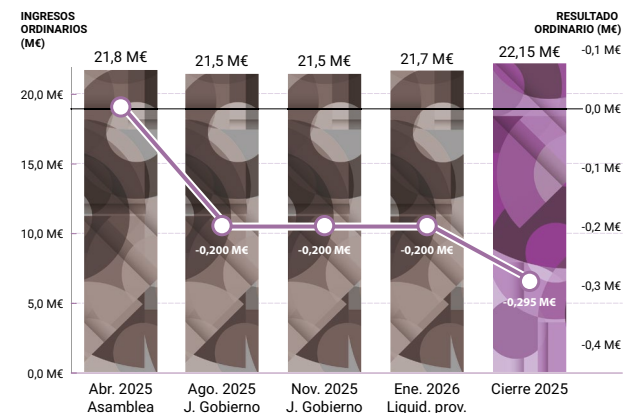 INGRESOS
ORDINARIOS
(M€)
RESULTADO
ORDINARIO (M€)
21,8 M€
21,5 M€
21,5 M€
21,7 M€
22,15 M€
-0,1 M€
20,0 M€
0,0 M€
15,0 M€
-0,1 M€
10,0 M€
-0,2 M€
-0,200 M€
-0,200 M€
-0,200 M€
-0,3 M€
5,0 M€
-0,295 M€
-0,4 M€
0,0 M€
Abr. 2025
Asamblea
Ago. 2025
J. Gobierno
Nov. 2025
J. Gobierno
Ene. 2026
Liquid. prov.
Cierre 2025